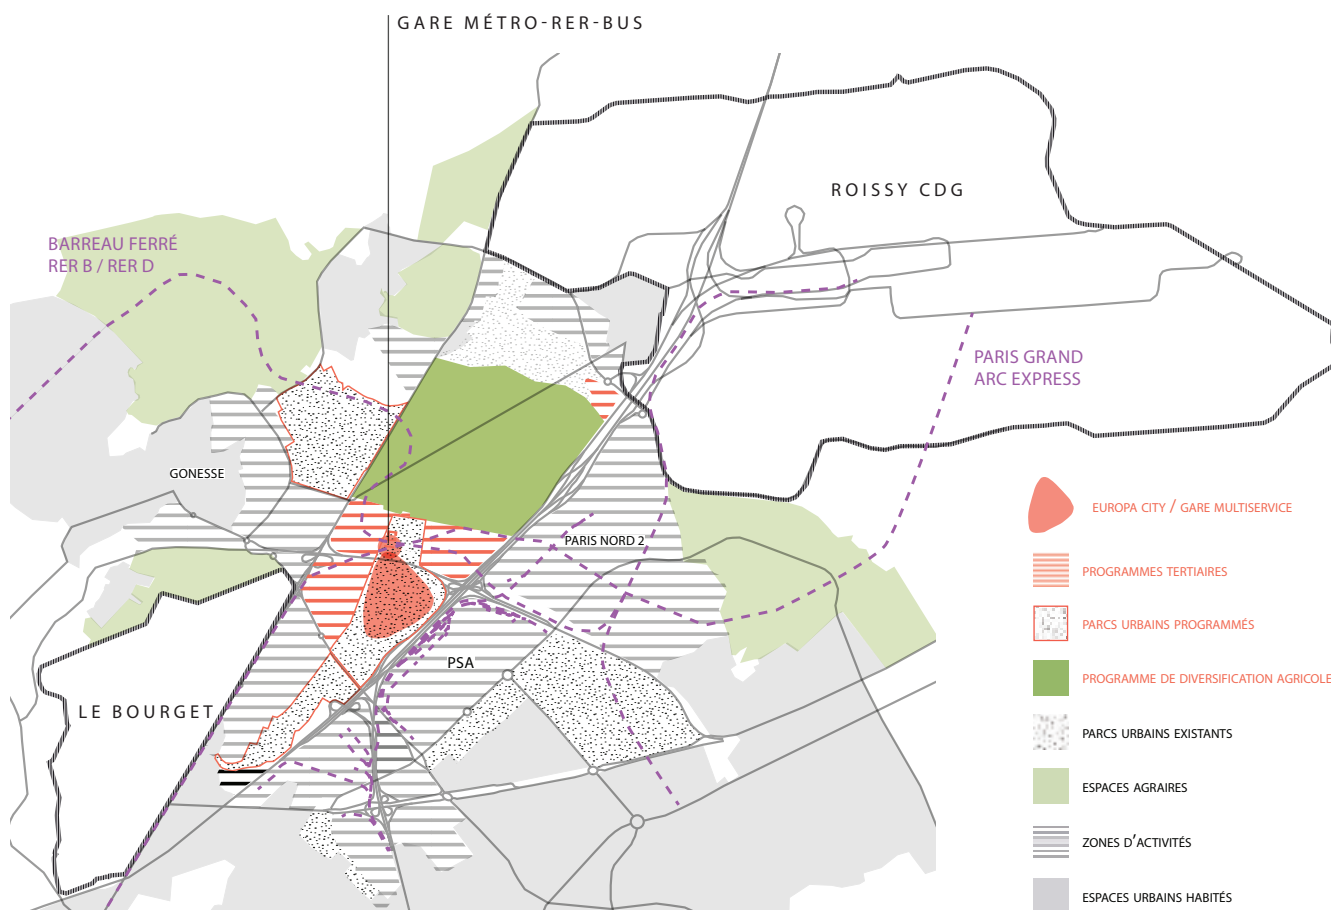 GARE MÉTRO-RER-BUS
ROISSY CDG
BARREAU FERRÉ
RER B / RER D
PARIS GRAND
ARC EXPRESS
GONESSE
PARIS NORD 2
PSA
LE BOURGET
EUROPA CITY / GARE MULTISERVICE
PROGRAMMES TERTIAIRES
PARCS URBAINS PROGRAMMÉS
PROGRAMME DE DIVERSIFICATION AGRICOLE
PARCS URBAINS EXISTANTS
ESPACES AGRAIRES
ZONES D'ACTIVITÉS
ESPACES URBAINS HABITÉS